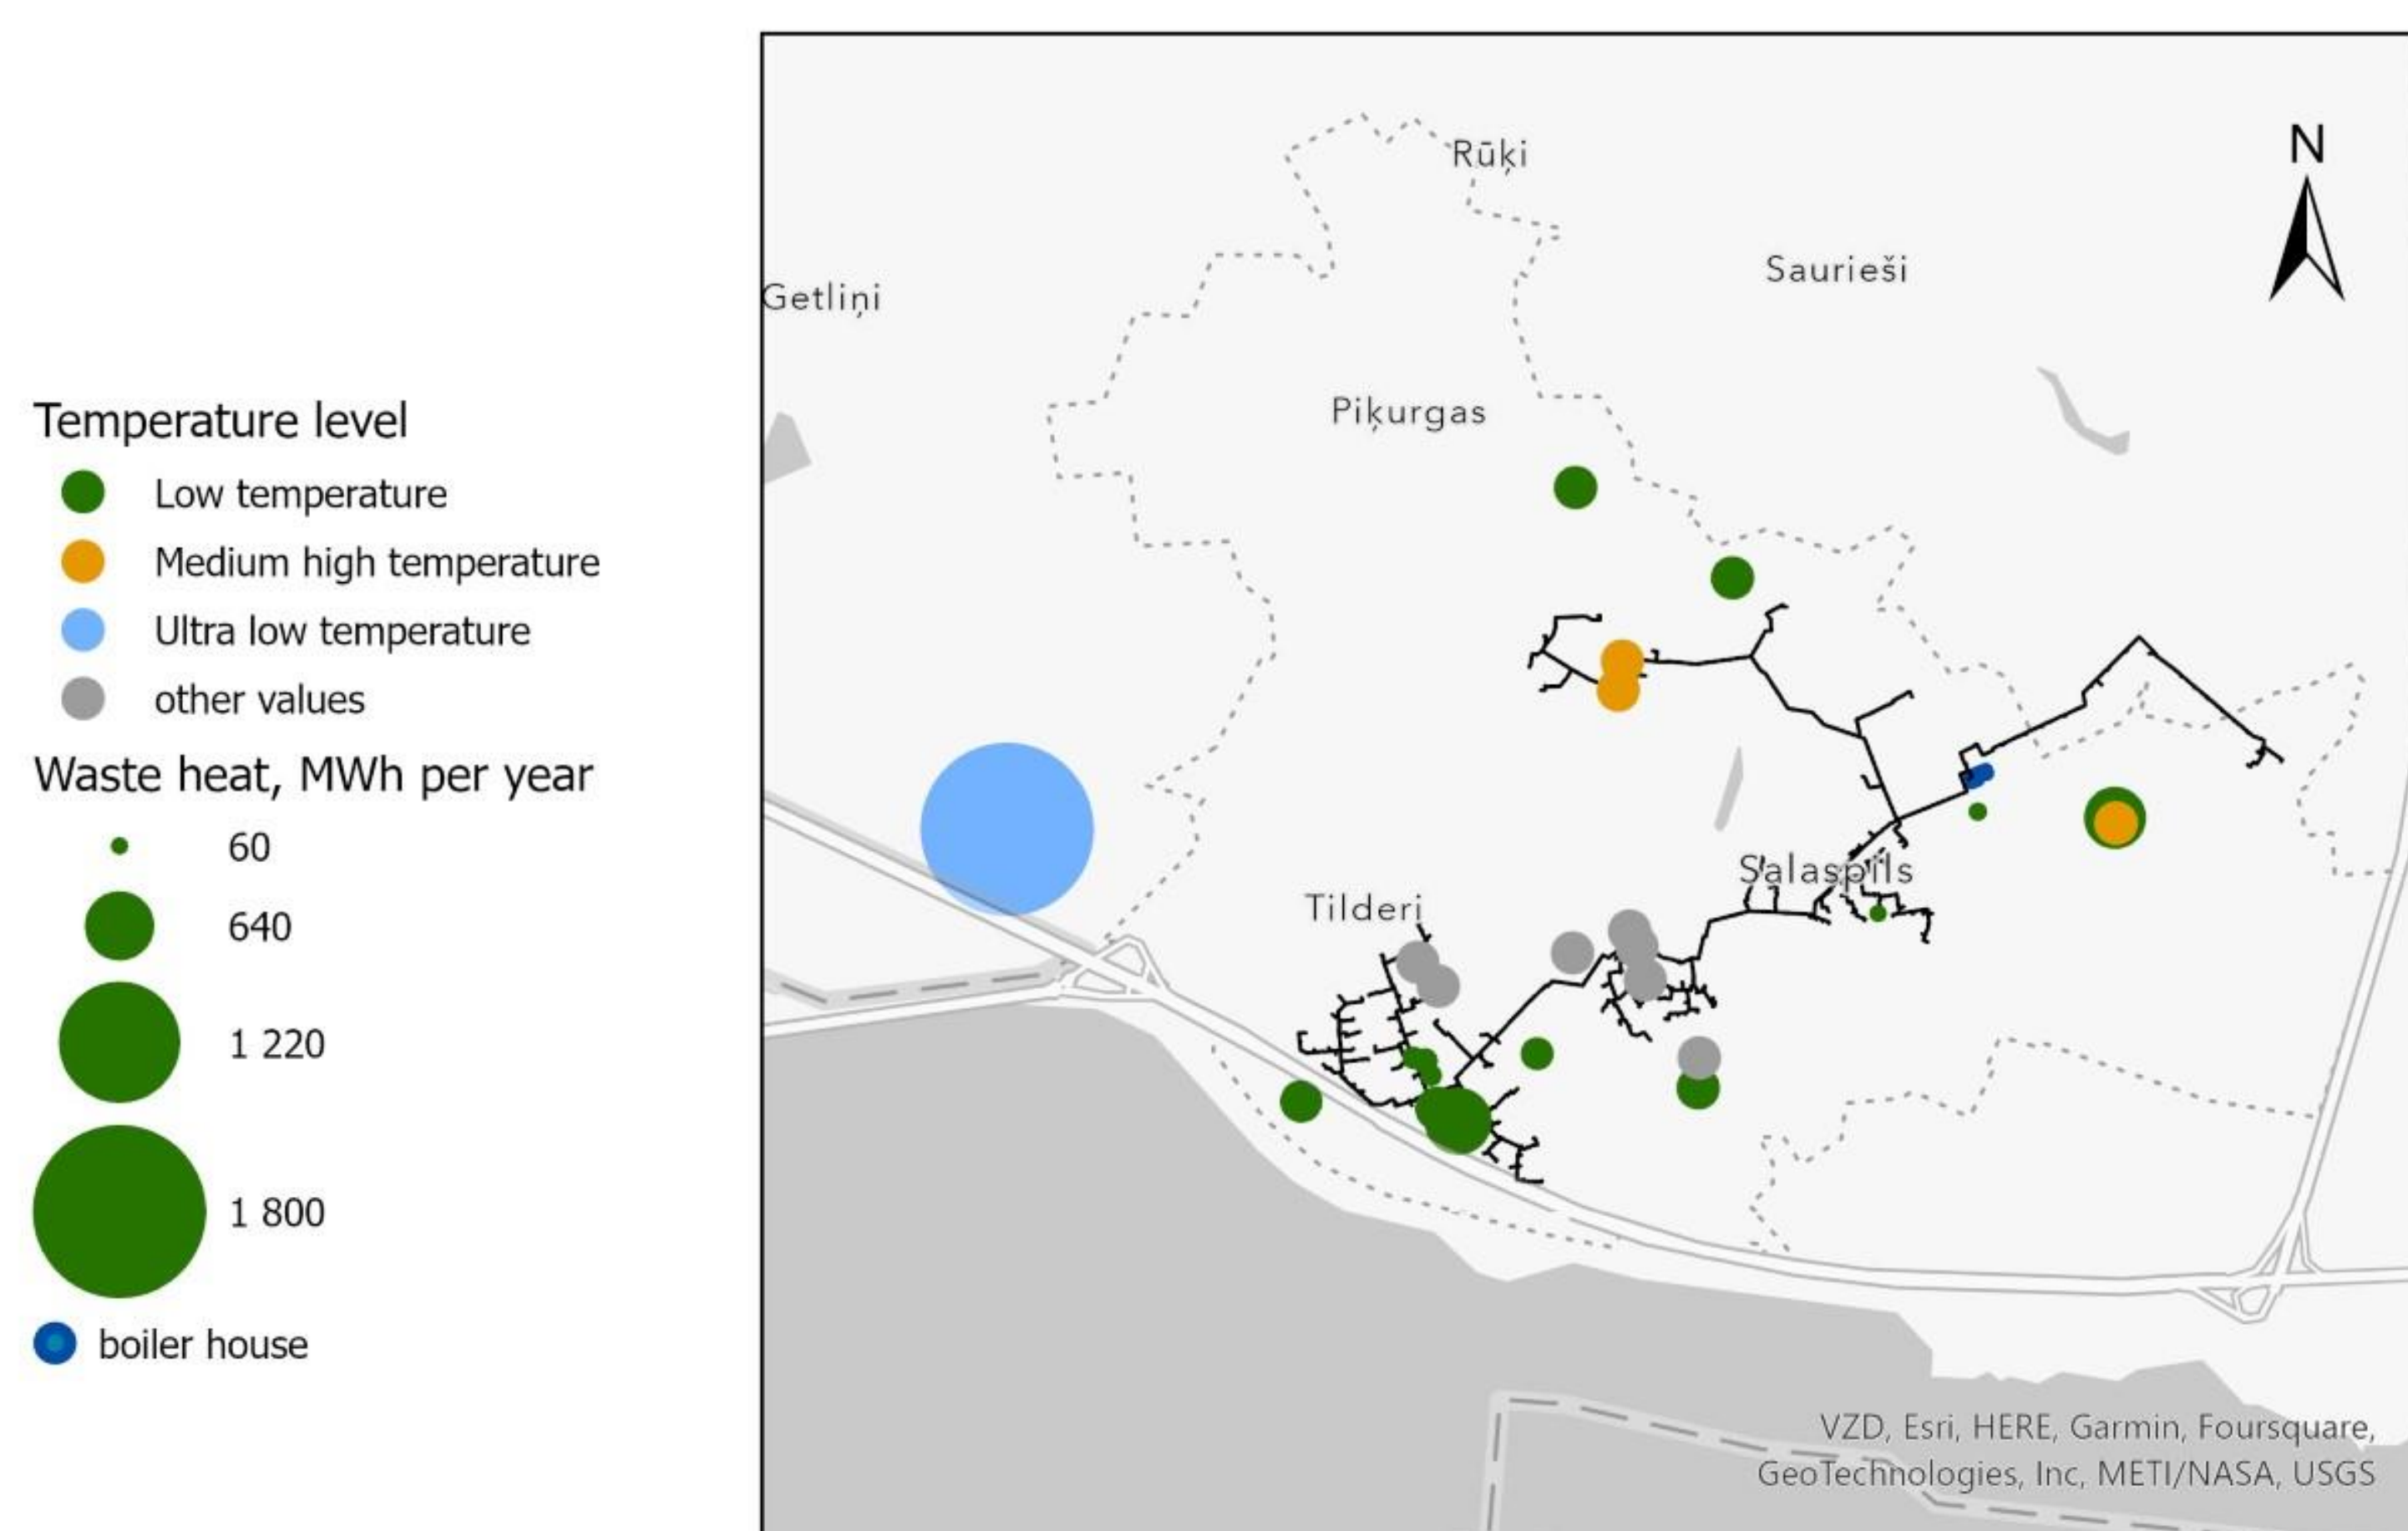 Temperature level
Low temperature
Medium high temperature
Ultra low temperature
other values
Waste heat, MWh per year
60
640
1 220
1 800
boiler house
N
Rūķi
Saurieši
Getliņi
Piķurgas
Salaspils
Tilderi
VZD, Esri, HERE, Garmin, Foursquare,
GeoTechnologies, Inc, METI/NASA, USGS